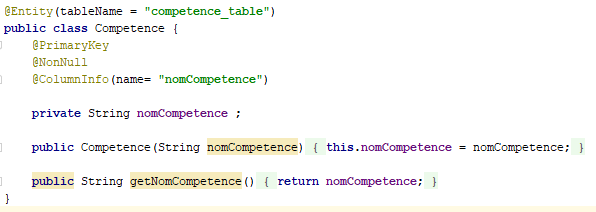 @Entity(tableName = "competence_table")
public class Competence {
@PrimaryKey
@NonNull
@ColumnInfo(name= "nomCompetence")
private String nomCompetence ;
public Competence(String nomCompetence) { this.nomCompetence = nomCompetence; }
public String getNomCompetence() { return nomCompetence; }
}